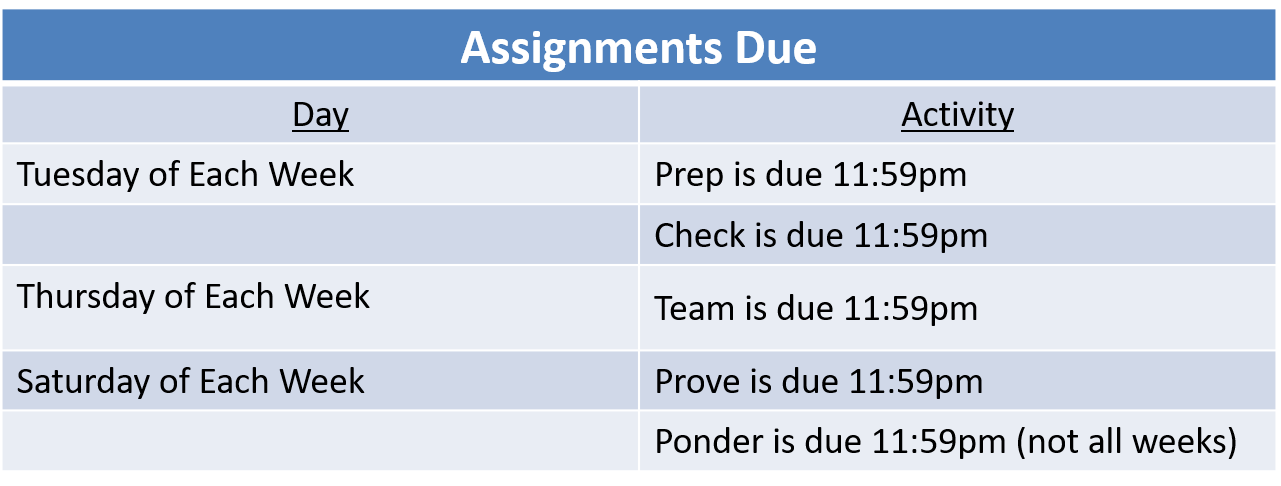 Assignments Due
Day Activity
Tuesday of Each Week Prep is due 11:59pm
Check is due 11:59pm
Thursday of Each Week Team is due 11:59pm
Saturday of Each Week Prove is due 11:59pm
Ponder is due 11:59pm (not all weeks)